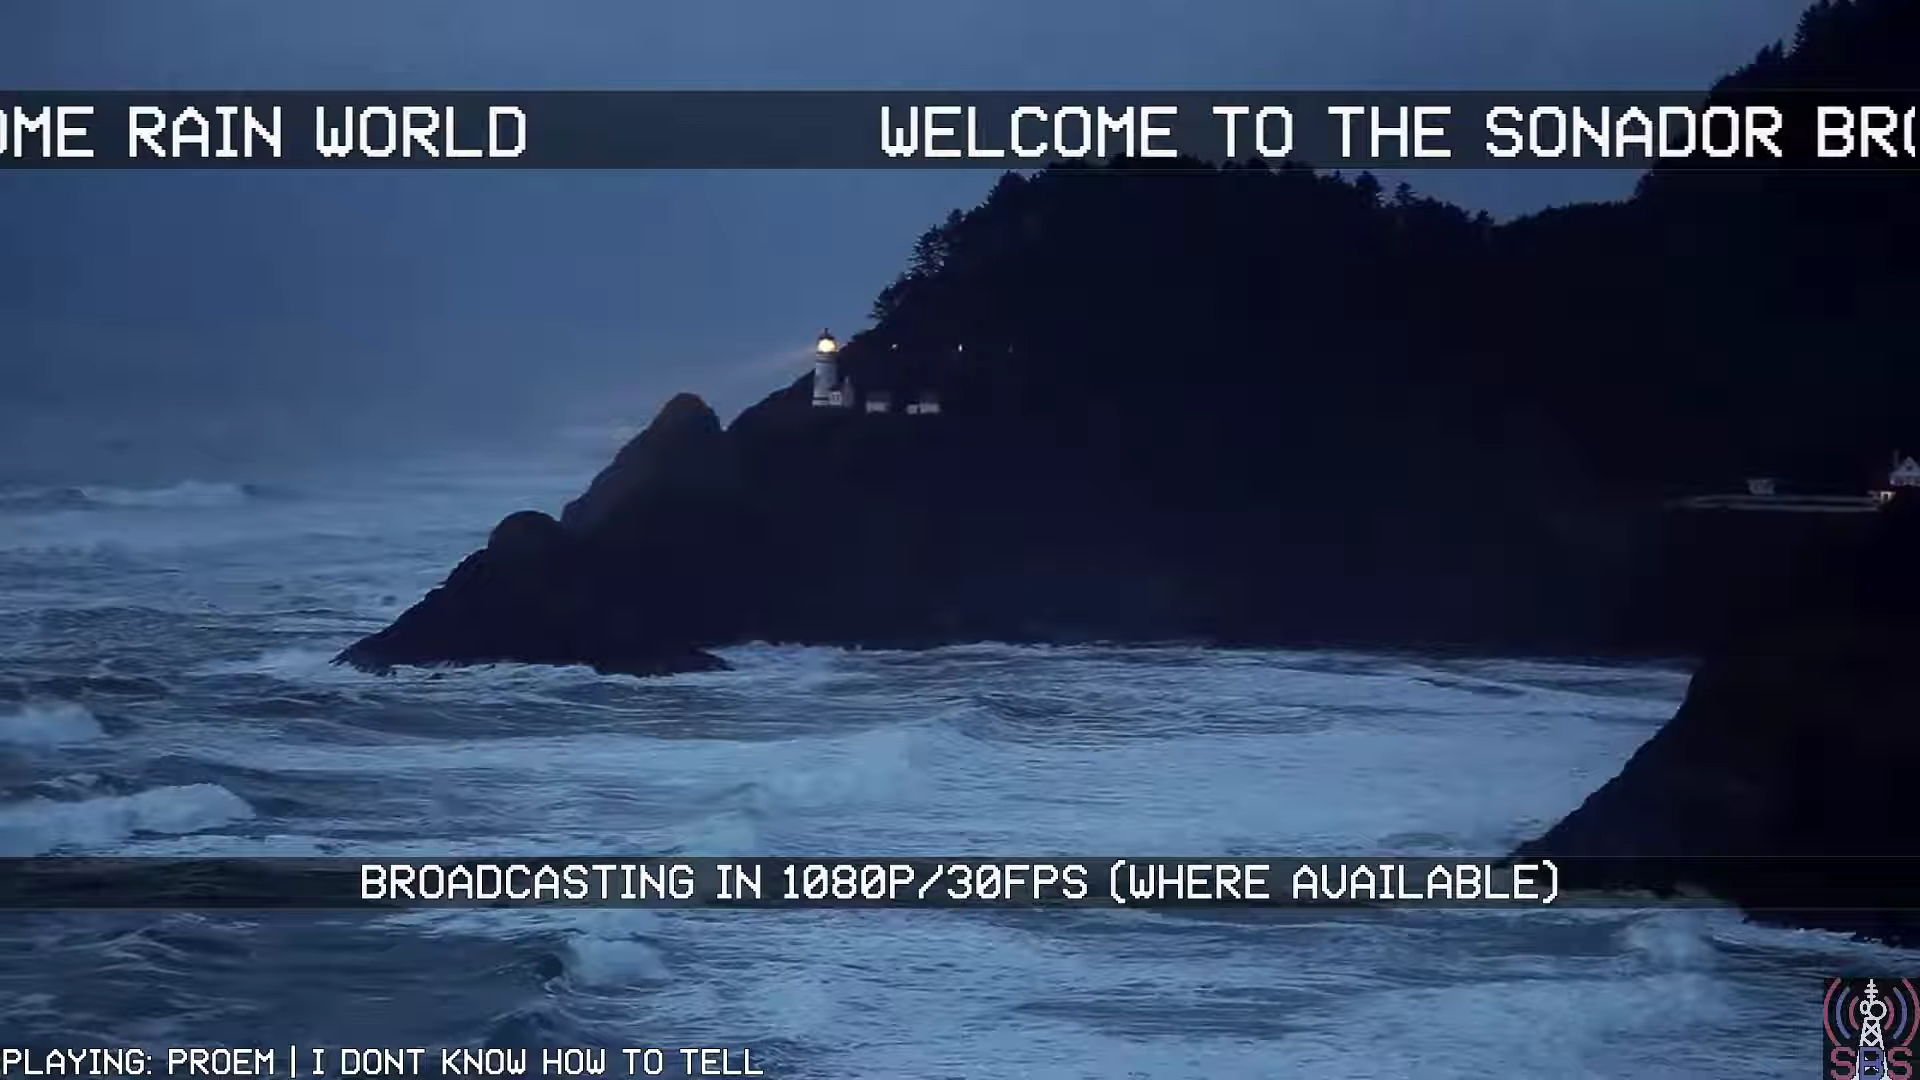 OME RAIN WORLD WELCOME TO THE SONADOR BRO
BROADCASTING IN 1080P/30FPS (WHERE AVAILABLE)
PLAYING: PROEM | I DONT KNOW HOW TO TELL
SBS